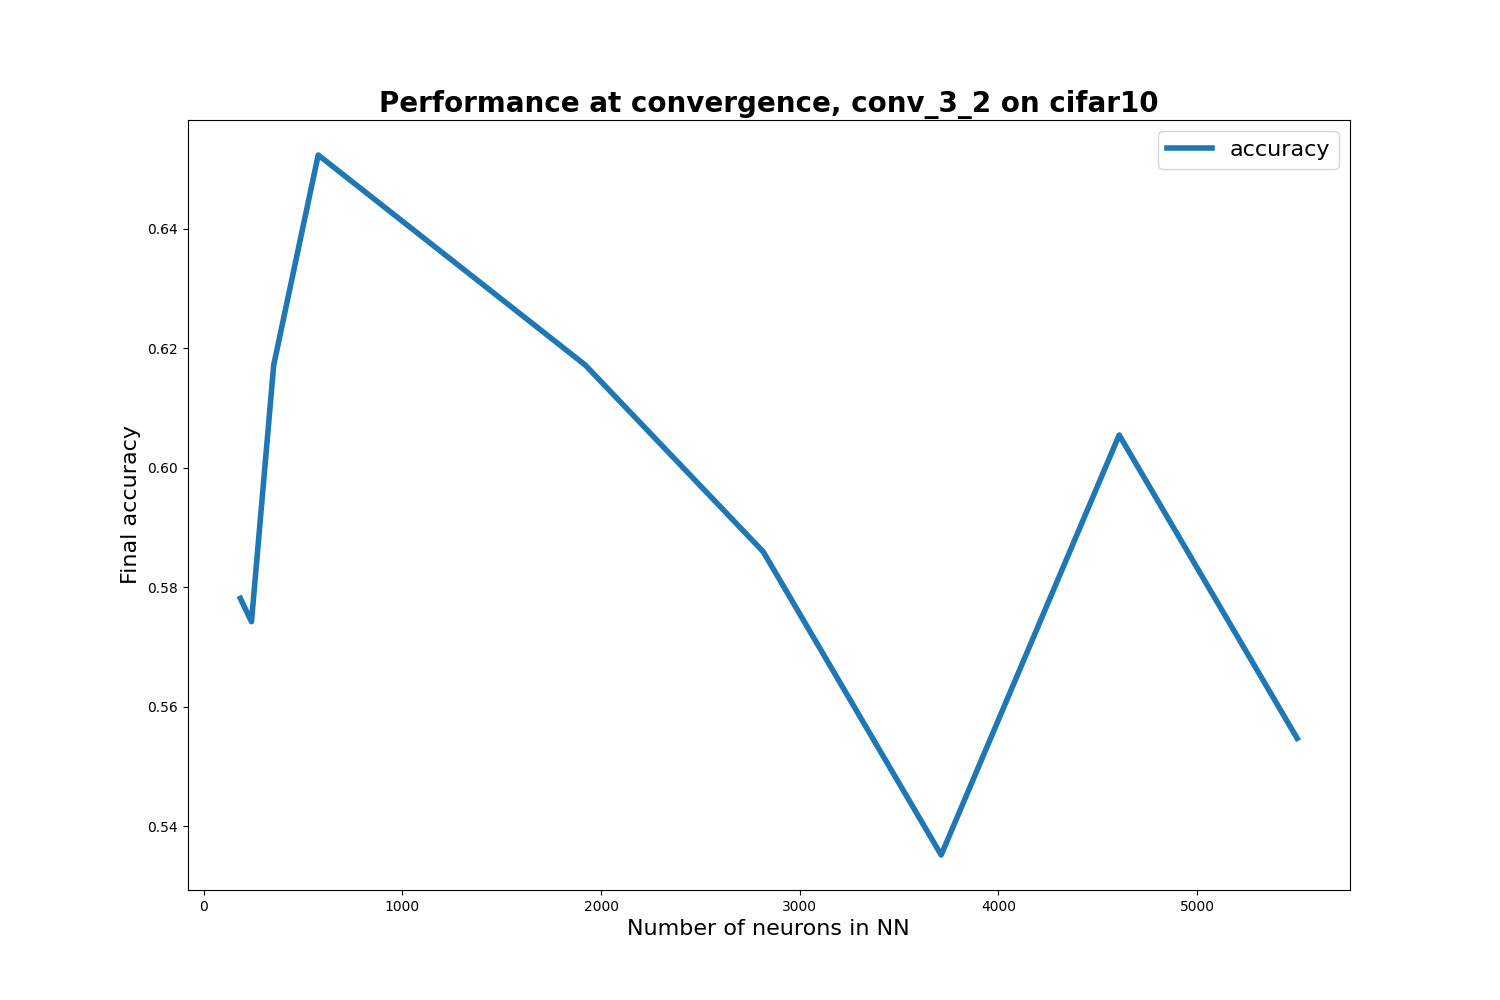 Performance at convergence, conv_3_2 on cifar10
accuracy
0.64
0.62
0.60
0.58
0.56
0.54
Final accuracy
0 1000 2000 3000 4000 5000
Number of neurons in NN